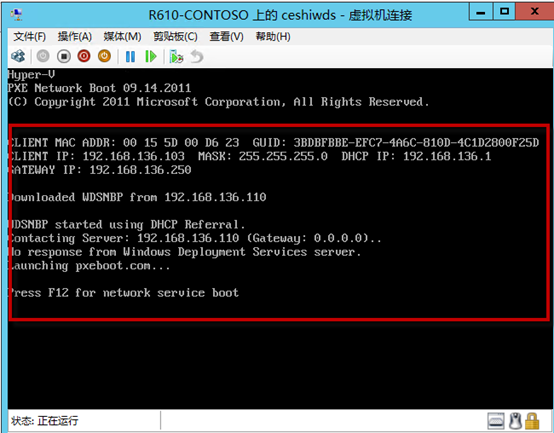 R610-CONTOSO 上的 ceshiwds - 虚拟机连接
文件(F) 操作(A) 媒体(M) 剪贴板(C) 查看(V) 帮助(H)
Hyper-V
PXE Network Boot 09.14.2011
(C) Copyright 2011 Microsoft Corporation, All Rights Reserved.
CLIENT MAC ADDR: 00 15 5D 00 D6 23 GUID: 3BDBFBBE-EFC7-4A6C-810D-4C1D2800F25D
CLIENT IP: 192.168.136.103 MASK: 255.255.255.0 DHCP IP: 192.168.136.1
GATEWAY IP: 192.168.136.250
Downloaded WDSNBP from 192.168.136.110
WDSNBP started using DHCP Referral.
Contacting Server: 192.168.136.110 (Gateway: 0.0.0.0)..
No response from Windows Deployment Services server.
Launching pxeboot.com...
Press F12 for network service boot
状态: 正在运行